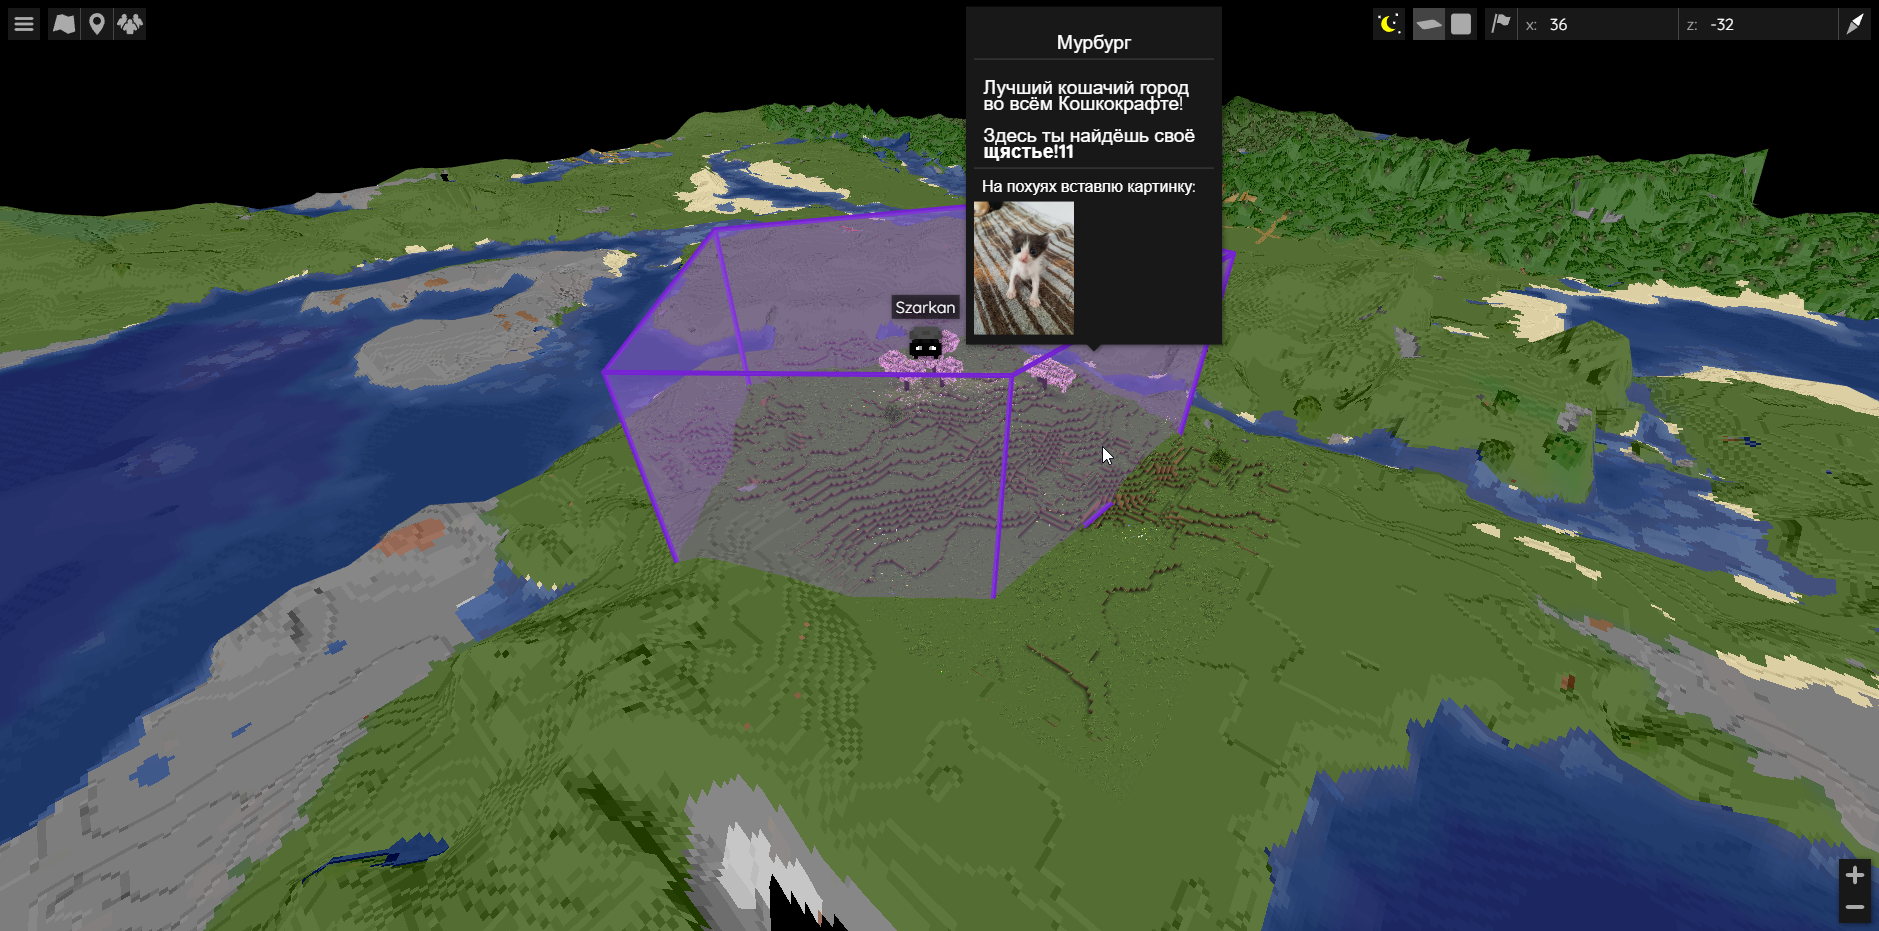 x: 36 z: -32
Мурбург
Лучший кошачий город
во всём Кошкокрафте!
Здесь ты найдёшь своё
щястье!11
На похуях вставлю картинку:
Szarkan